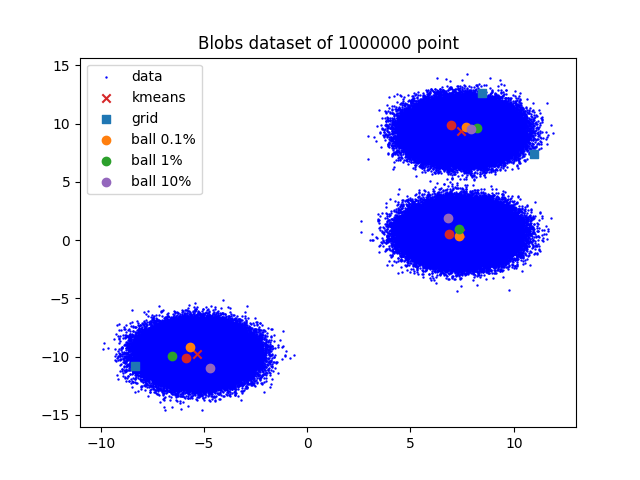 Blobs dataset of 1000000 point
data
kmeans
grid
ball 0.1%
ball 1%
ball 10%
15
10
5
0
−5
−10
−15
−10
−5
0
5
10